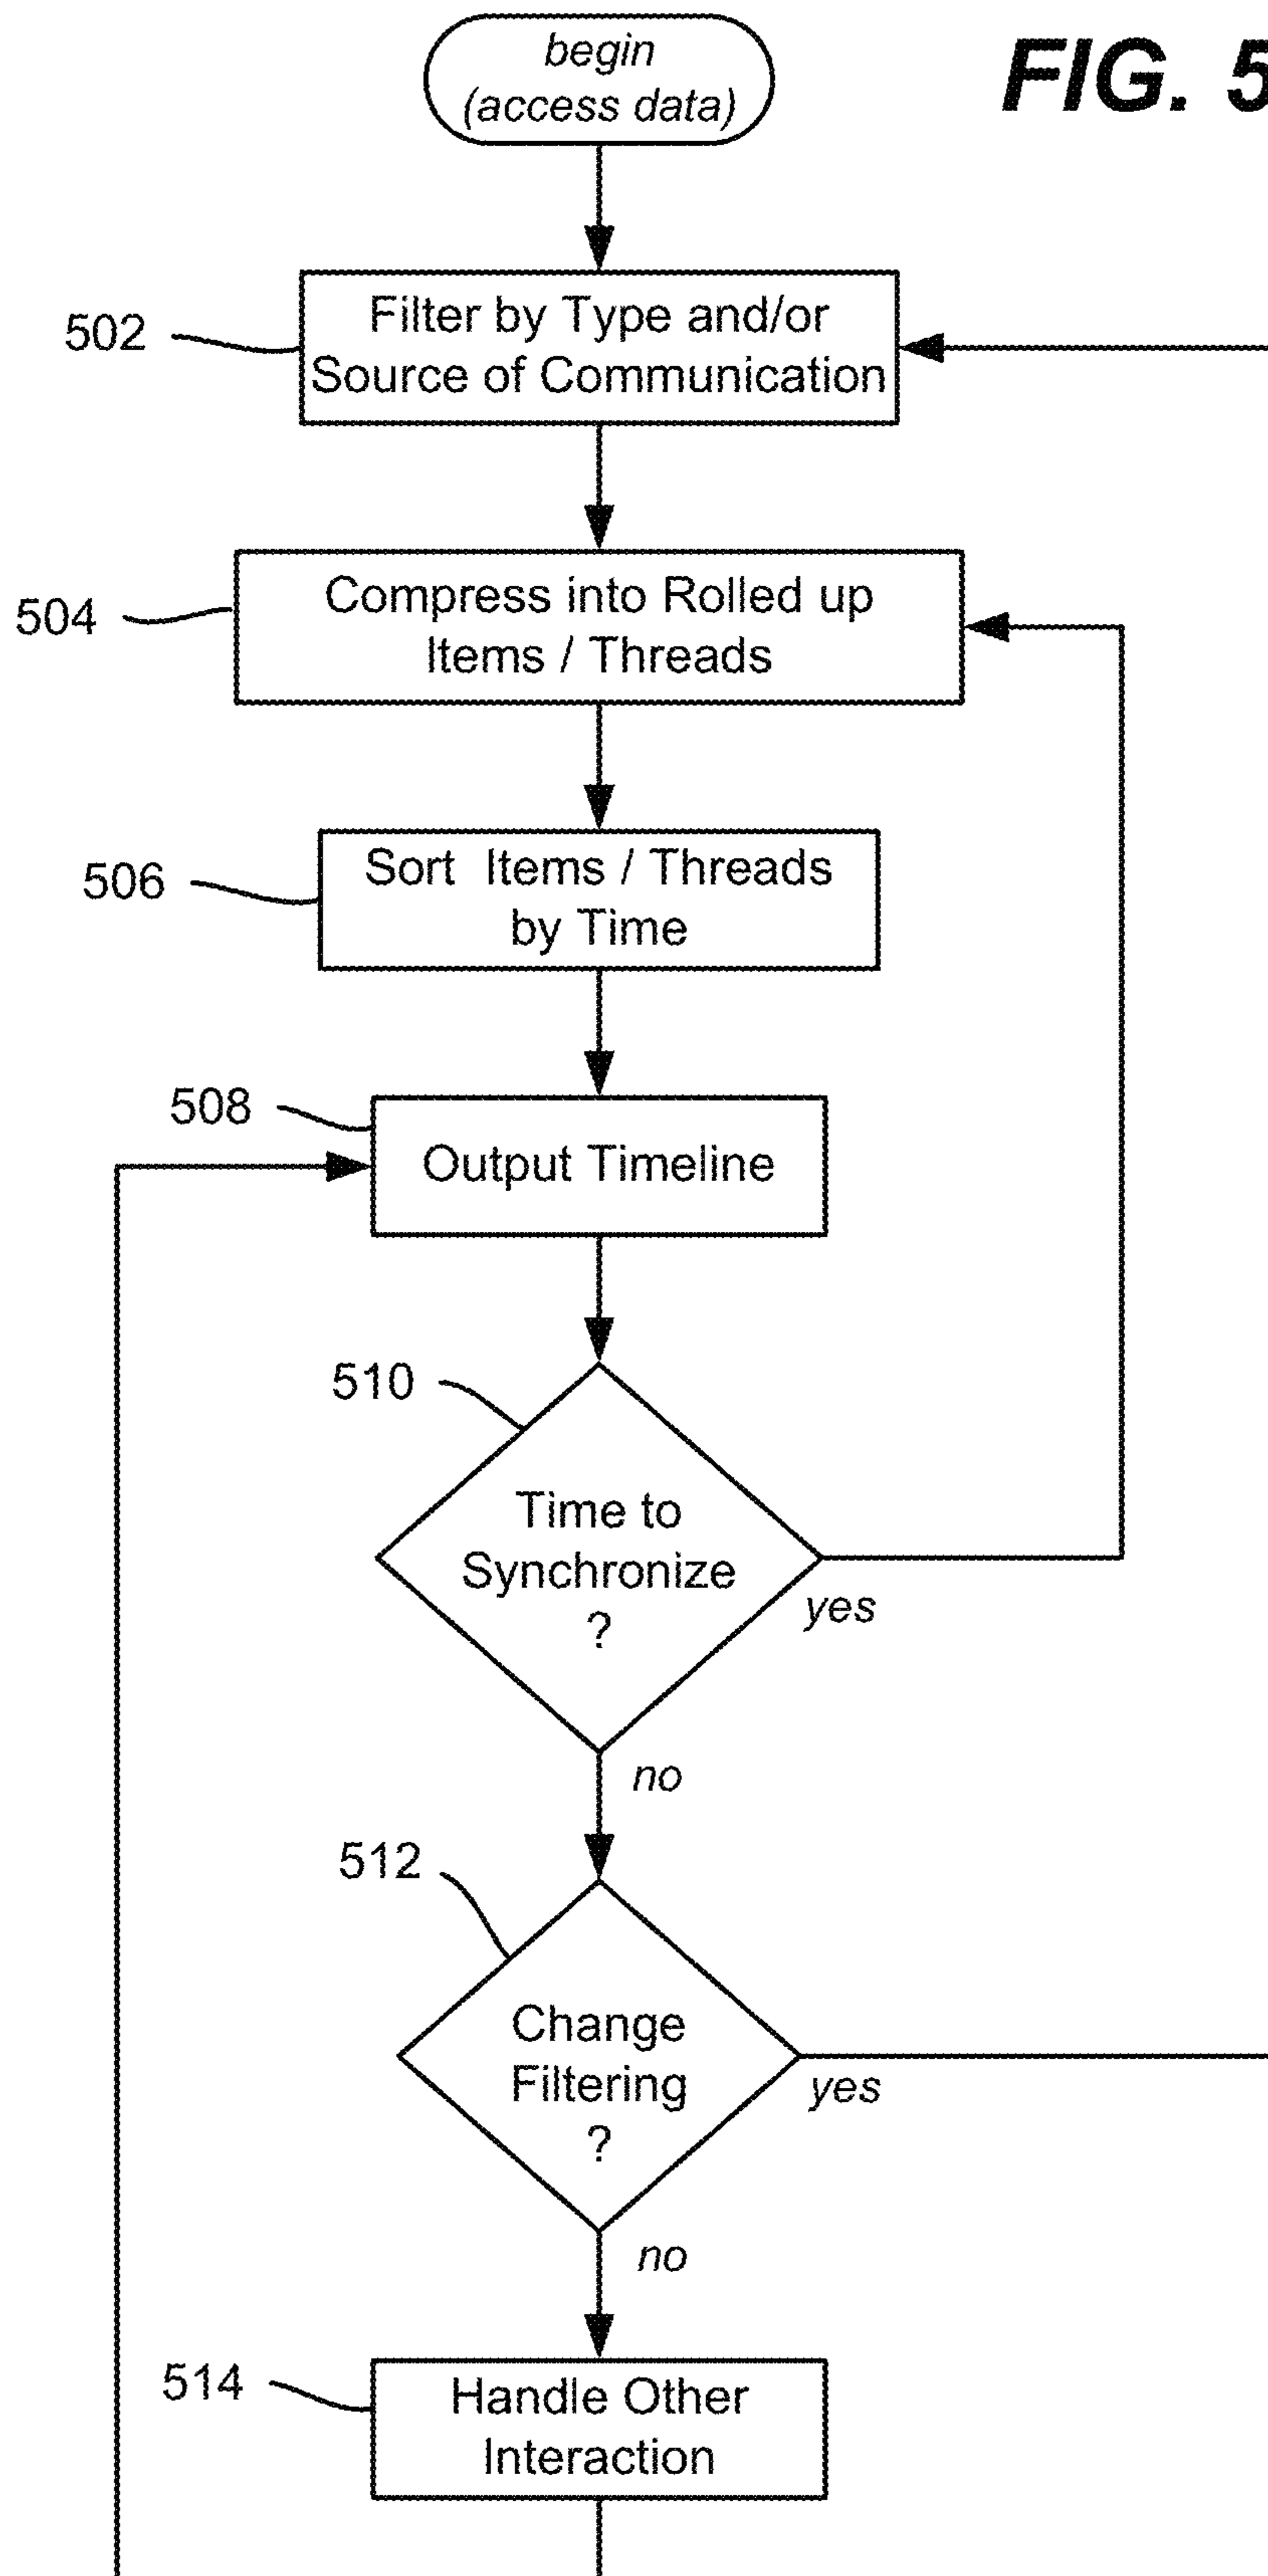 begin
(access data)
FIG. 5
502
Filter by Type and/or
Source of Communication
504
Compress into Rolled up
Items / Threads
506
Sort Items / Threads
by Time
508
Output Timeline
510
Time to
Synchronize
?
yes
no
512
Change
Filtering
?
yes
no
514
Handle Other
Interaction